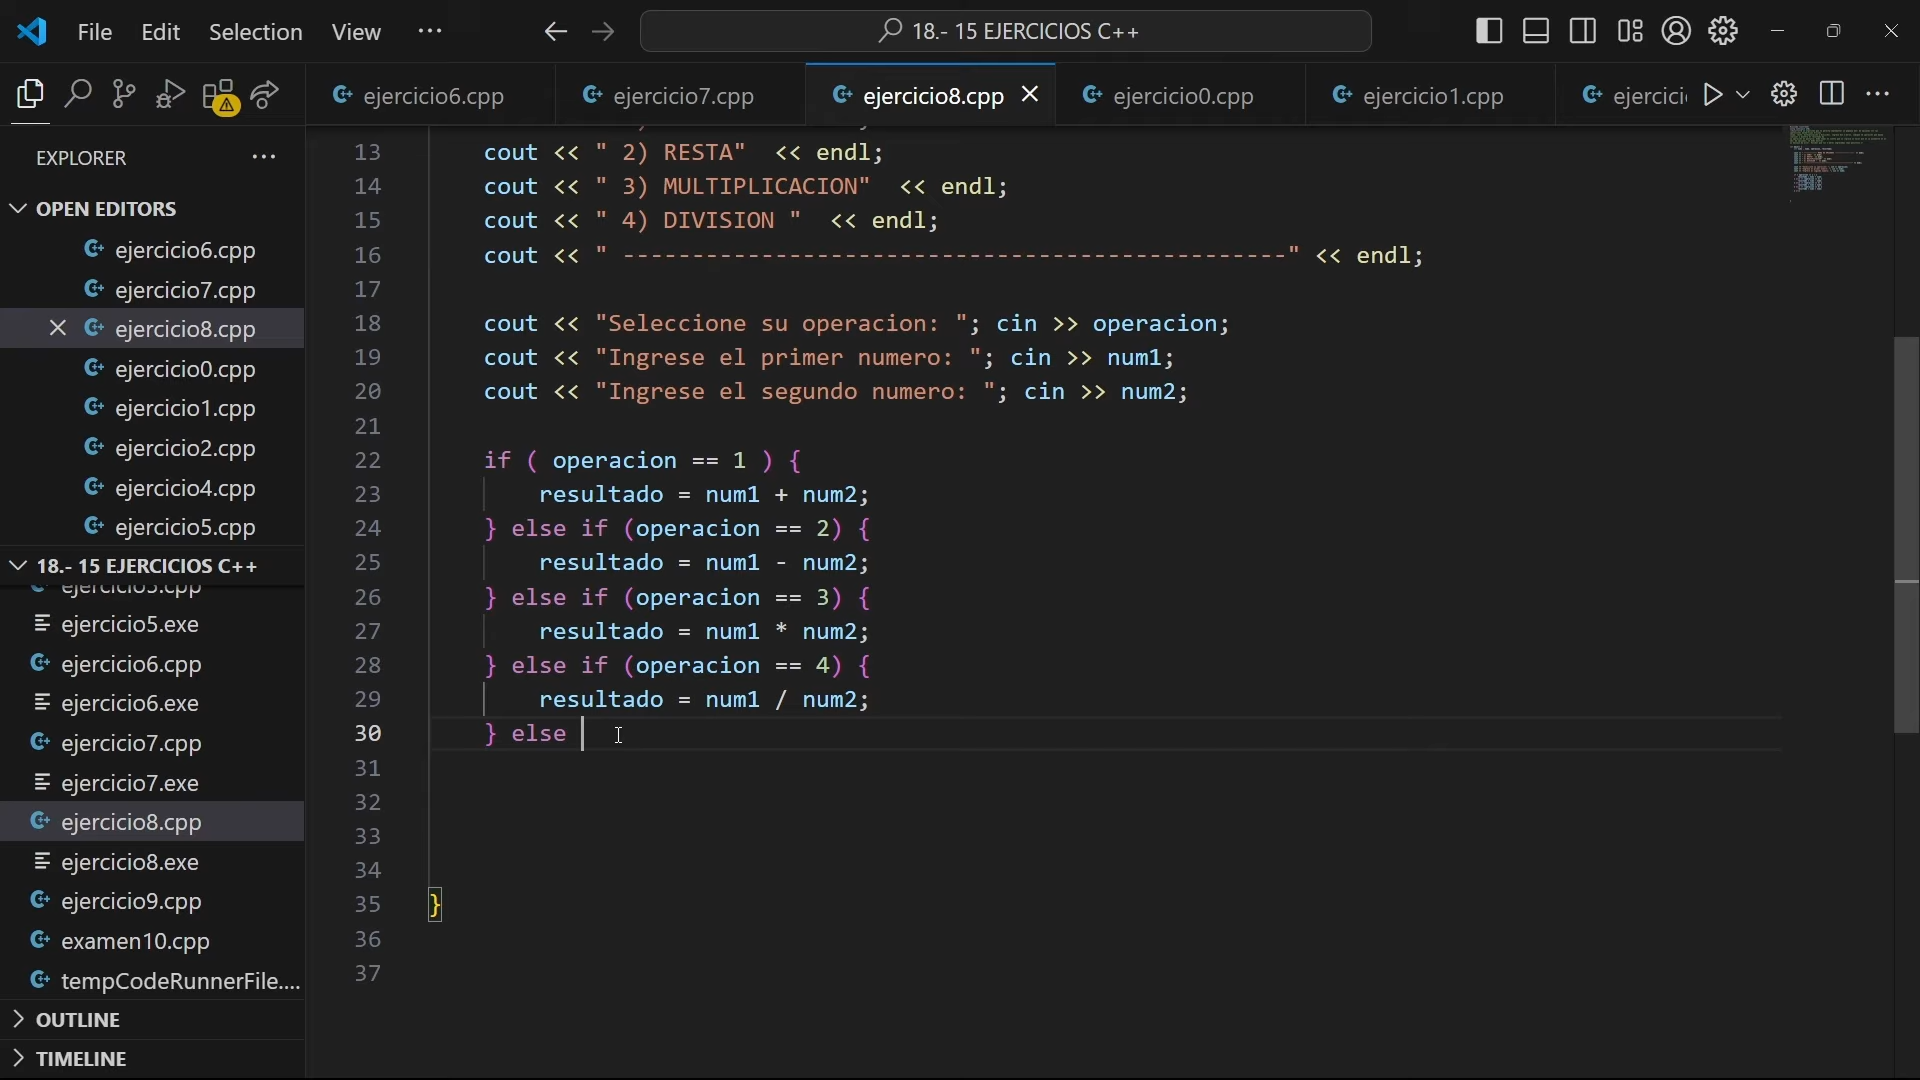 File Edit Selection View ··· 18.- 15 EJERCICIOS C++
EXPLORER ···
OPEN EDITORS
ejercicio6.cpp
ejercicio7.cpp
ejercicio8.cpp
ejercicio0.cpp
ejercicio1.cpp
ejercicio2.cpp
ejercicio4.cpp
ejercicio5.cpp
18.- 15 EJERCICIOS C++
ejercicio5.cpp
ejercicio5.exe
ejercicio6.cpp
ejercicio6.exe
ejercicio7.cpp
ejercicio7.exe
ejercicio8.cpp
ejercicio8.exe
ejercicio9.cpp
examen10.cpp
tempCodeRunnerFile....
OUTLINE
TIMELINE
ejercicio6.cpp ejercicio7.cpp ejercicio8.cpp ejercicio0.cpp ejercicio1.cpp ejercici
13 cout << " 2) RESTA"  << endl;
14 cout << " 3) MULTIPLICACION"  << endl;
15 cout << " 4) DIVISION "  << endl;
16 cout << " ------------------------------------------------" << endl;
17
18 cout << "Seleccione su operacion: "; cin >> operacion;
19 cout << "Ingrese el primer numero: "; cin >> num1;
20 cout << "Ingrese el segundo numero: "; cin >> num2;
21
22 if ( operacion == 1 ) {
23 resultado = num1 + num2;
24 } else if (operacion == 2) {
25 resultado = num1 - num2;
26 } else if (operacion == 3) {
27 resultado = num1 * num2;
28 } else if (operacion == 4) {
29 resultado = num1 / num2;
30 } else
31
32
33
34
35 }
36
37